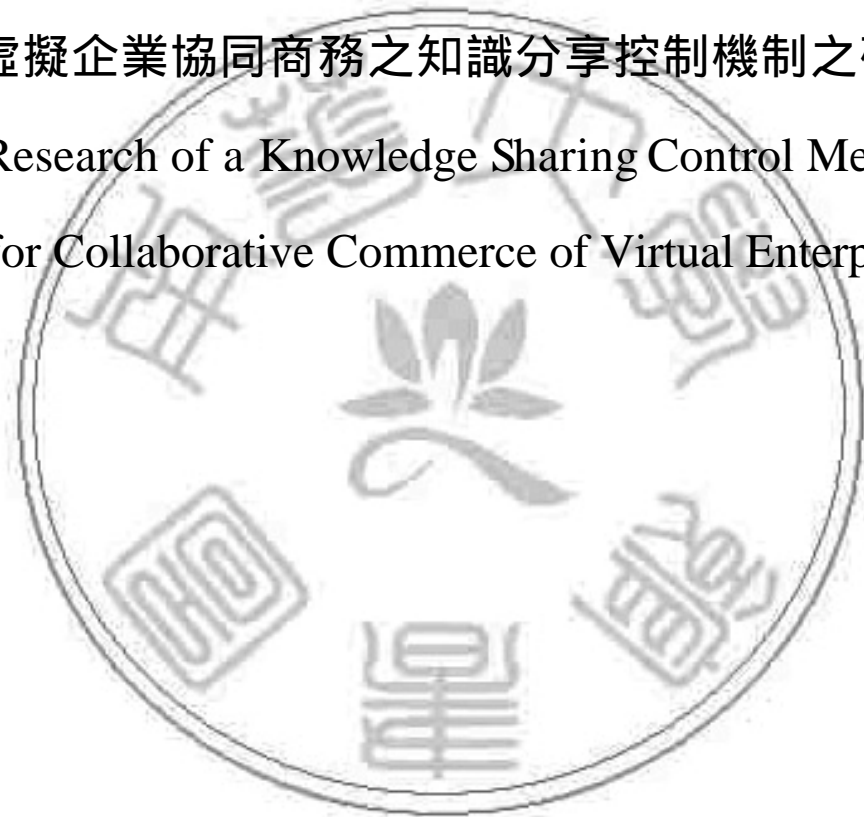 虛擬企業協同商務之知識分享控制機制之
Research of a Knowledge Sharing Control Me
for Collaborative Commerce of Virtual Enterp